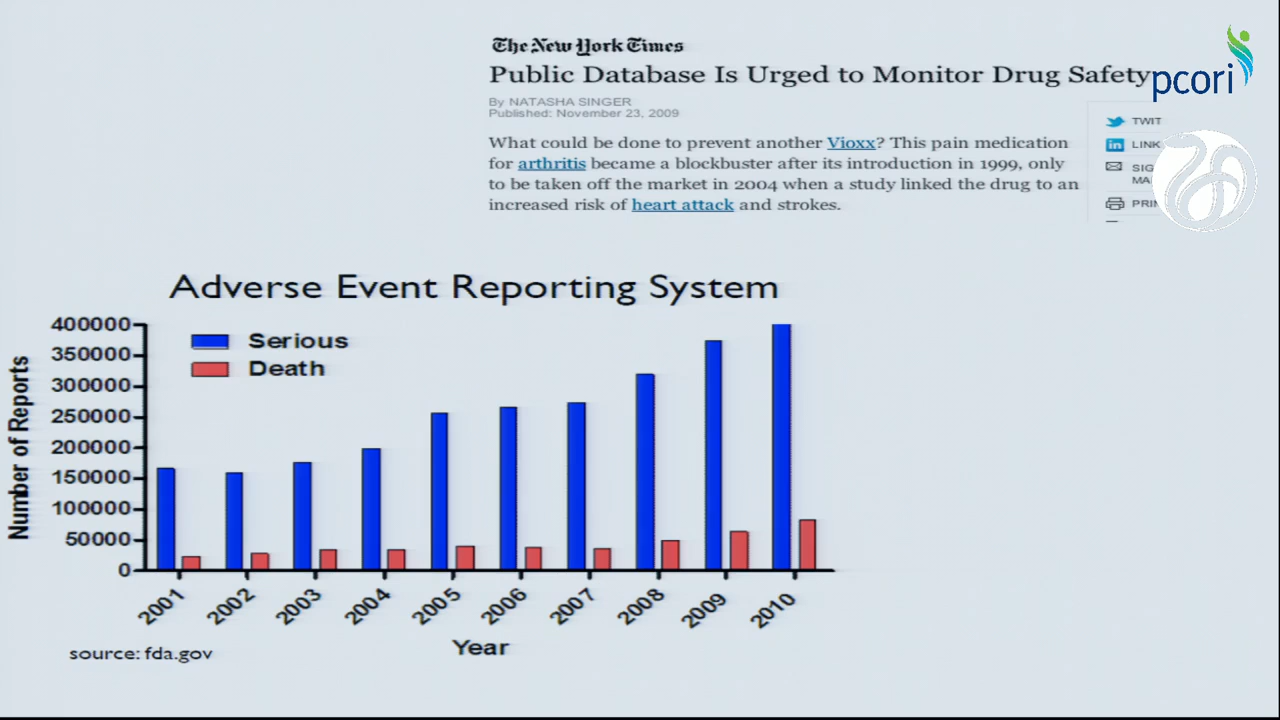 The New York Times
Public Database Is Urged to Monitor Drug Safety
By NATASHA SINGER
Published: November 23, 2009
What could be done to prevent another Vioxx? This pain medication
for arthritis became a blockbuster after its introduction in 1999, only
to be taken off the market in 2004 when a study linked the drug to an
increased risk of heart attack and strokes.
pcori
TWIT
LINK
SIG
MA
PRIN
Adverse Event Reporting System
Serious
Death
Number of Reports
400000
350000
300000
250000
200000
150000
100000
50000
0
2001 2002 2003 2004 2005 2006 2007 2008 2009 2010
Year
source: fda.gov